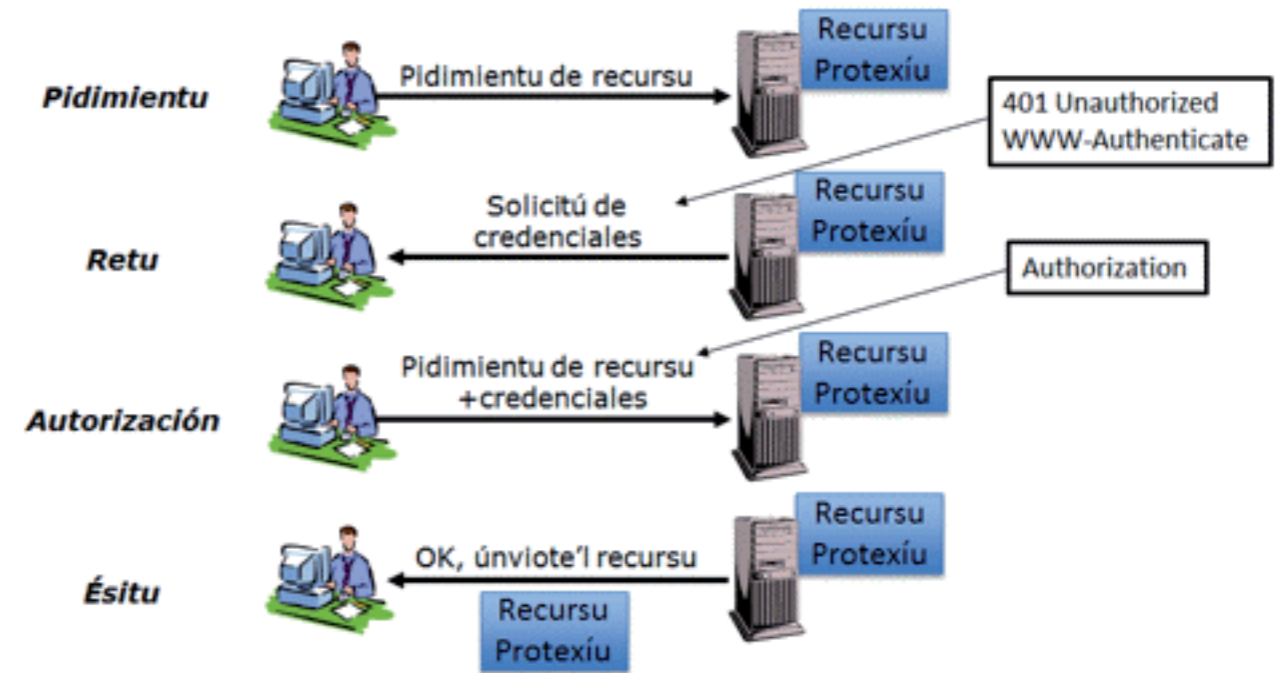 Pidimientu
Pidimientu de recursu
Recursu
Protexíu
401 Unauthorized
WWW-Authenticate
Retu
Solicitú de
credenciales
Recursu
Protexíu
Authorization
Autorización
Pidimientu de recursu
+credenciales
Recursu
Protexíu
Ésitu
OK, únviote'l recursu
Recursu
Protexíu
Recursu
Protexíu